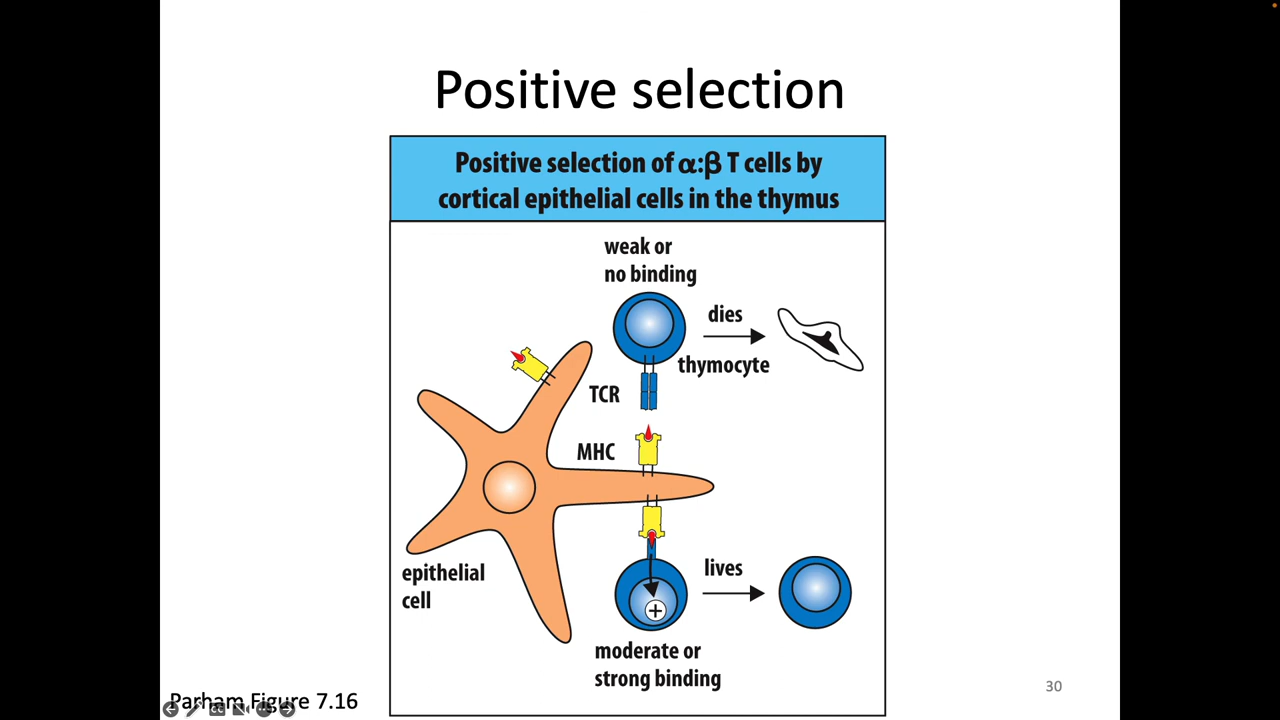 Positive selection
Positive selection of α:β T cells by
cortical epithelial cells in the thymus
weak or
no binding
dies
thymocyte
TCR
MHC
epithelial
cell
lives
+
moderate or
strong binding
Parham Figure 7.16
30